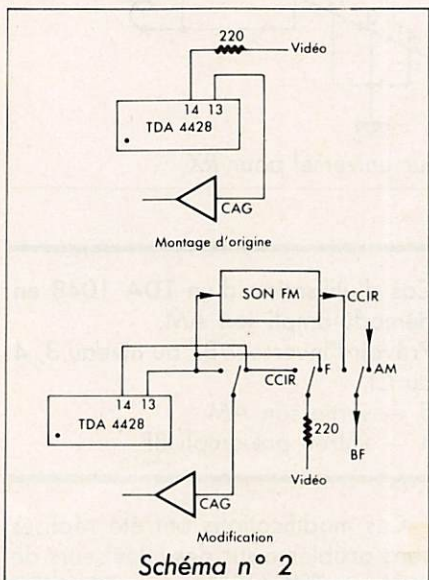 220
Vidéo
14 13
TDA 4428
CAG
Montage d'origine
SON FM
CCIR
14 13
TDA 4428
CCIR
F
AM
220
Vidéo
BF
CAG
Modification
Schéma n° 2